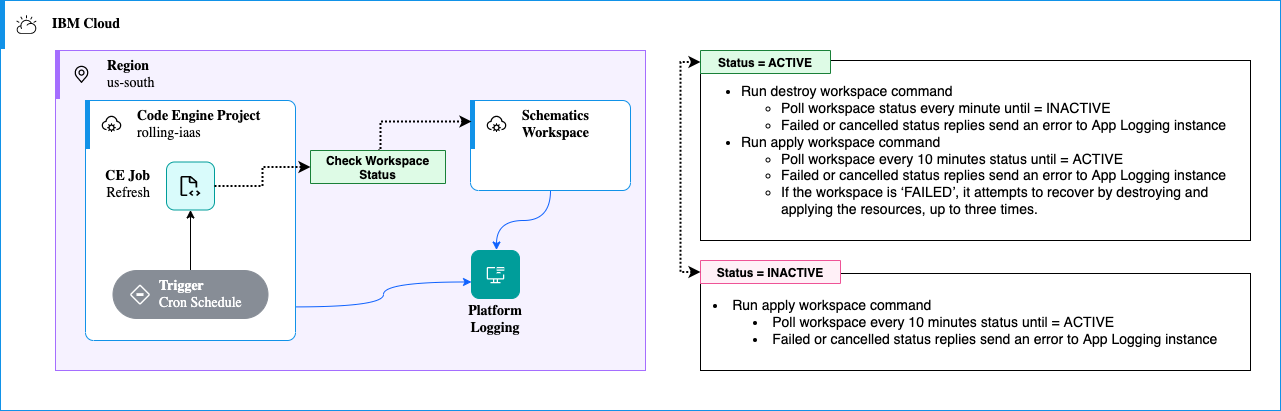 IBM Cloud
Region
us-south
Code Engine Project
rolling-iaas
CE Job
Refresh
Trigger
Cron Schedule
Check Workspace
Status
Schematics
Workspace
Platform
Logging
Status = ACTIVE
• Run destroy workspace command
○ Poll workspace status every minute until = INACTIVE
○ Failed or cancelled status replies send an error to App Logging instance
• Run apply workspace command
○ Poll workspace every 10 minutes status until = ACTIVE
○ Failed or cancelled status replies send an error to App Logging instance
○ If the workspace is ‘FAILED’, it attempts to recover by destroying and
applying the resources, up to three times.
Status = INACTIVE
• Run apply workspace command
• Poll workspace every 10 minutes status until = ACTIVE
• Failed or cancelled status replies send an error to App Logging instance